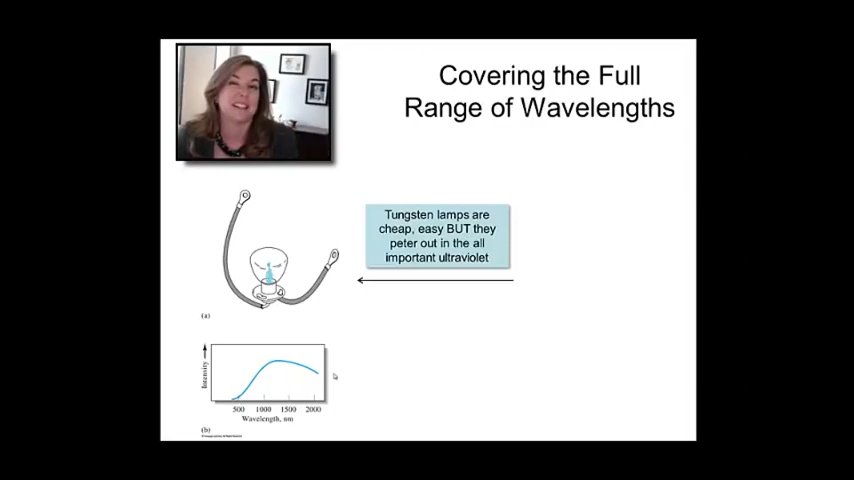 Covering the Full
Range of Wavelengths
Tungsten lamps are
cheap, easy BUT they
peter out in the all
important ultraviolet
(a)
Intensity
500 1000 1500 2000
Wavelength, nm
(b)